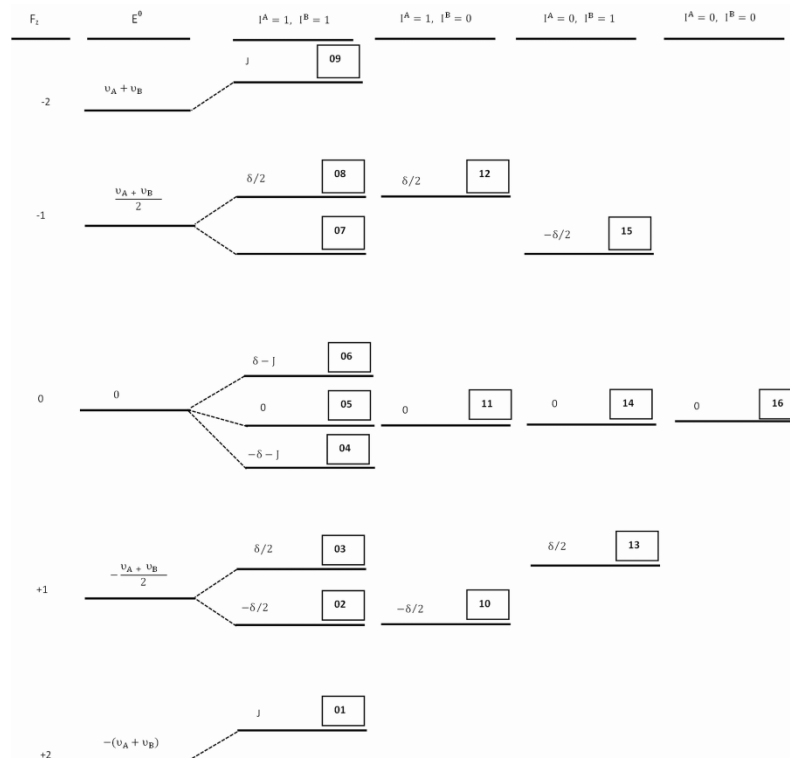 F_z E⁰ I^A = 1, I^B = 1 I^A = 1, I^B = 0 I^A = 0, I^B = 1 I^A = 0, I^B = 0
J 09
-2 υ_A + υ_B
δ/2 08 δ/2 12
-1 υ_A + υ_B / 2
07 −δ/2 15
δ − J 06
0 0 0 05 0 11 0 14 0 16
−δ − J 04
δ/2 03 δ/2 13
+1 − υ_A + υ_B / 2
−δ/2 02 −δ/2 10
J 01
+2 −(υ_A + υ_B)